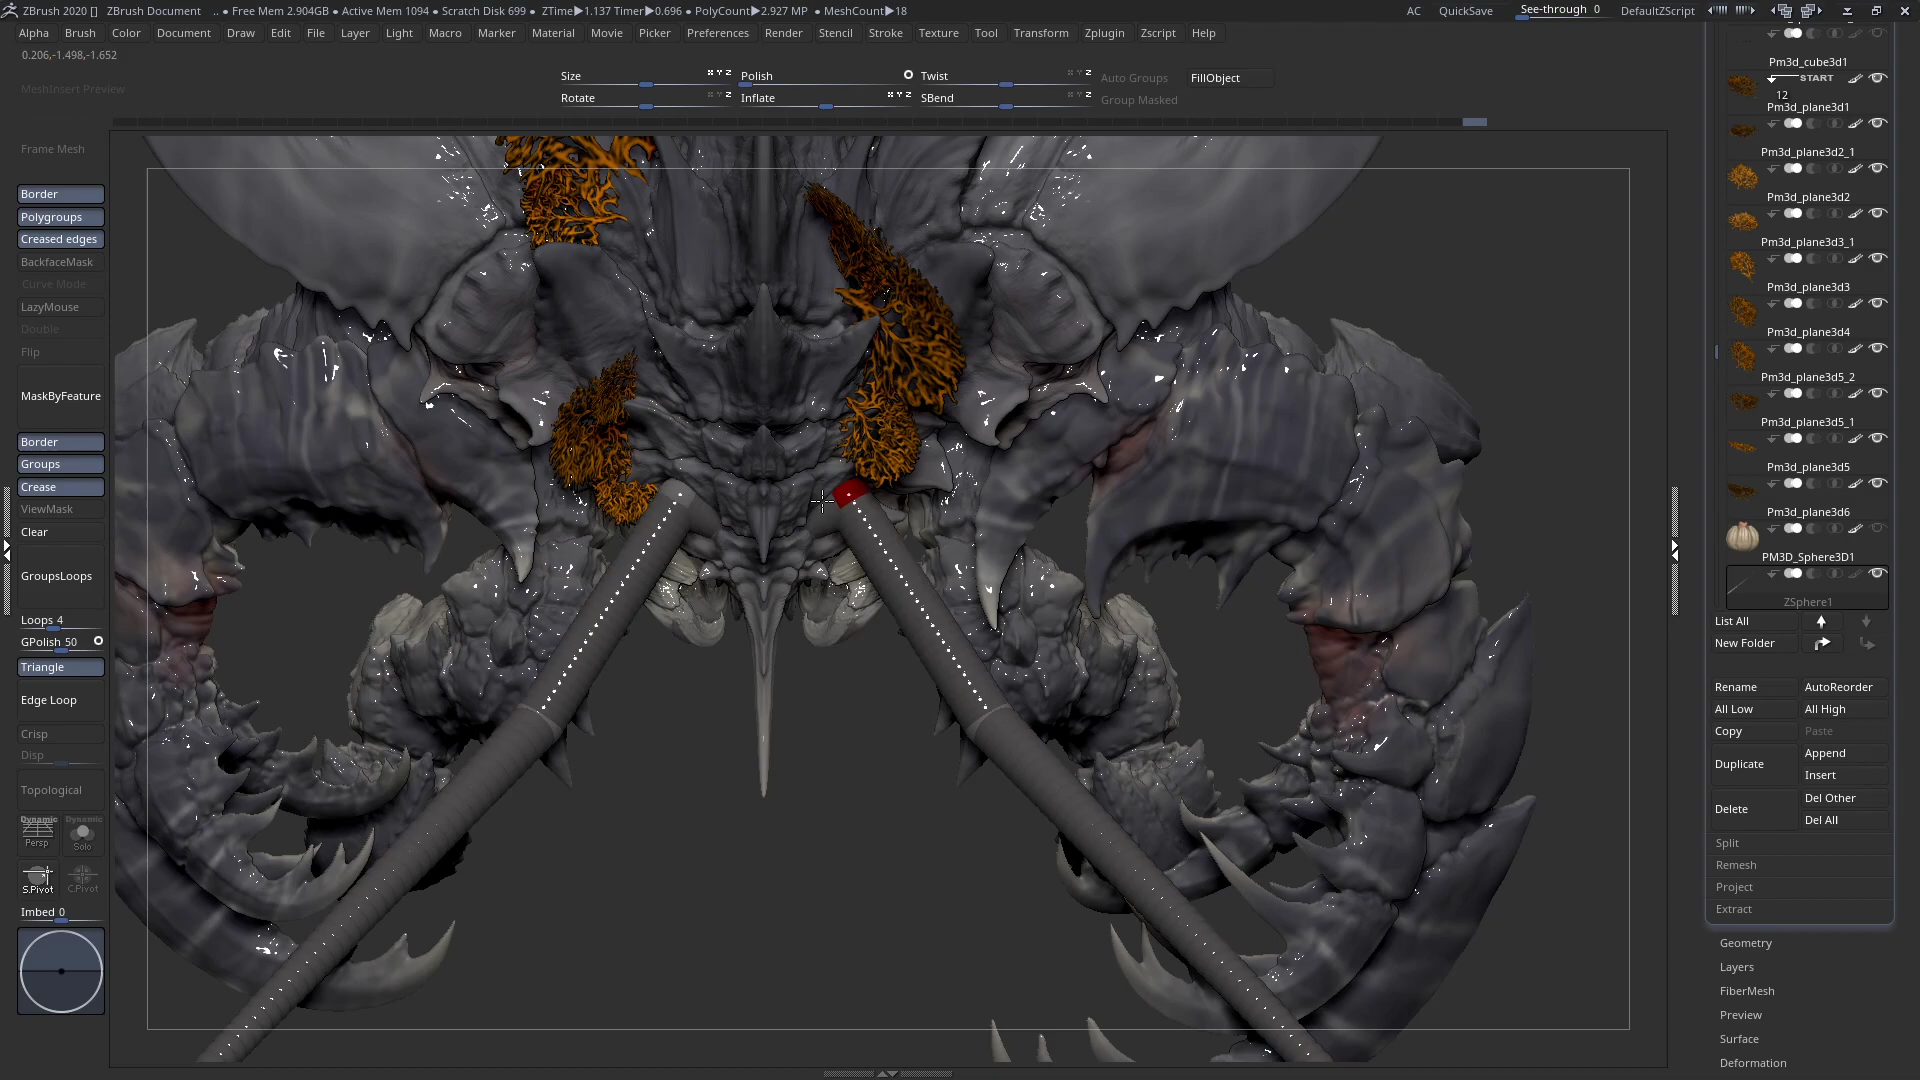 ZBrush 2020 [] ZBrush Document .. • Free Mem 2.904GB • Active Mem 1094 • Scratch Disk 699 • ZTime▶1.137 Timer▶0.696 • PolyCount▶2.927 MP • MeshCount▶18 AC QuickSave See-through 0 DefaultZScript
Alpha Brush Color Document Draw Edit File Layer Light Macro Marker Material Movie Picker Preferences Render Stencil Stroke Texture Tool Transform Zplugin Zscript Help
0.206,-1.498,-1.652
MeshInsert Preview
Size Polish Twist Auto Groups FillObject
Rotate Inflate SBend Group Masked
Frame Mesh
Border
Polygroups
Creased edges
BackfaceMask
Curve Mode
LazyMouse
Double
Flip
MaskByFeature
Border
Groups
Crease
ViewMask
Clear
GroupsLoops
Loops 4
GPolish 50
Triangle
Edge Loop
Crisp
Disp
Topological
Dynamic Dynamic
Persp Solo
S.Pivot C.Pivot
Imbed 0
Pm3d_cube3d1
START
12
Pm3d_plane3d1
Pm3d_plane3d2_1
Pm3d_plane3d2
Pm3d_plane3d3_1
Pm3d_plane3d3
Pm3d_plane3d4
Pm3d_plane3d5_2
Pm3d_plane3d5_1
Pm3d_plane3d5
Pm3d_plane3d6
PM3D_Sphere3D1
ZSphere1
List All
New Folder
Rename AutoReorder
All Low All High
Copy Paste
Duplicate Append
Insert
Delete Del Other
Del All
Split
Remesh
Project
Extract
Geometry
Layers
FiberMesh
Preview
Surface
Deformation